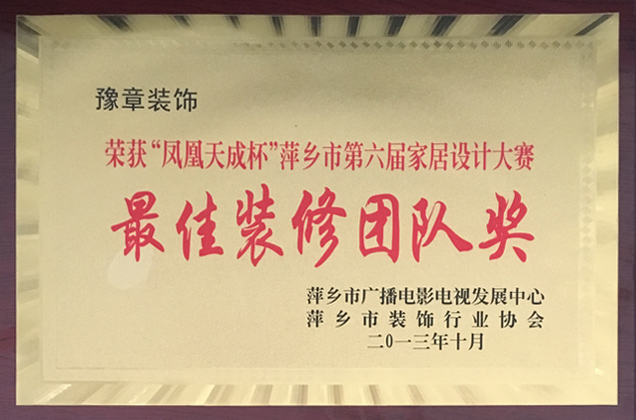 豫章装饰
荣获“凤凰天成杯”萍乡市第六届家居设计大赛
最佳装修团队奖
萍乡市广播电影电视发展中心
萍乡市装饰行业协会
二0一三年十月